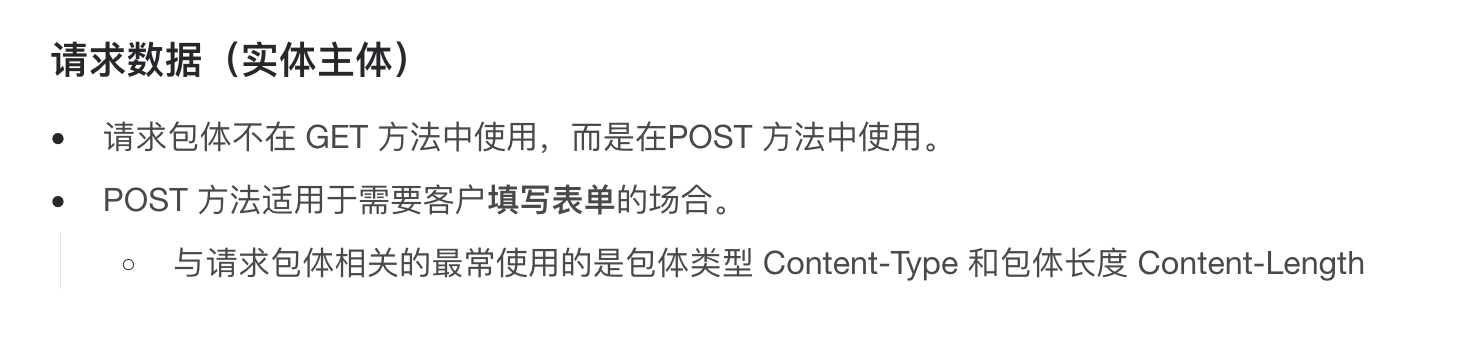 请求数据（实体主体）
请求包体不在 GET 方法中使用，而是在POST 方法中使用。
POST 方法适用于需要客户填写表单的场合。
与请求包体相关的最常使用的是包体类型 Content-Type 和包体长度 Content-Length